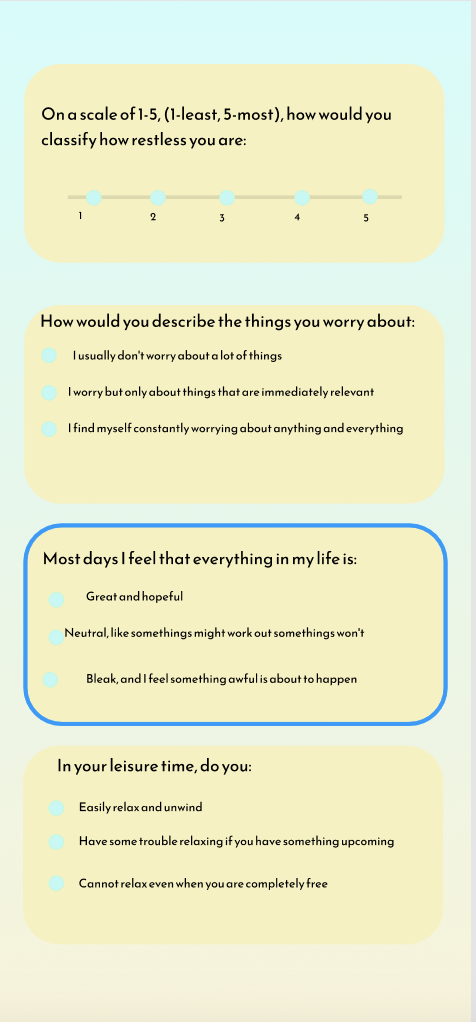 On a scale of 1-5, (1-least, 5-most), how would you
classify how restless you are:
1 2 3 4 5
How would you describe the things you worry about:
I usually don't worry about a lot of things
I worry but only about things that are immediately relevant
I find myself constantly worrying about anything and everything
Most days I feel that everything in my life is:
Great and hopeful
Neutral, like somethings might work out somethings won't
Bleak, and I feel something awful is about to happen
In your leisure time, do you:
Easily relax and unwind
Have some trouble relaxing if you have something upcoming
Cannot relax even when you are completely free